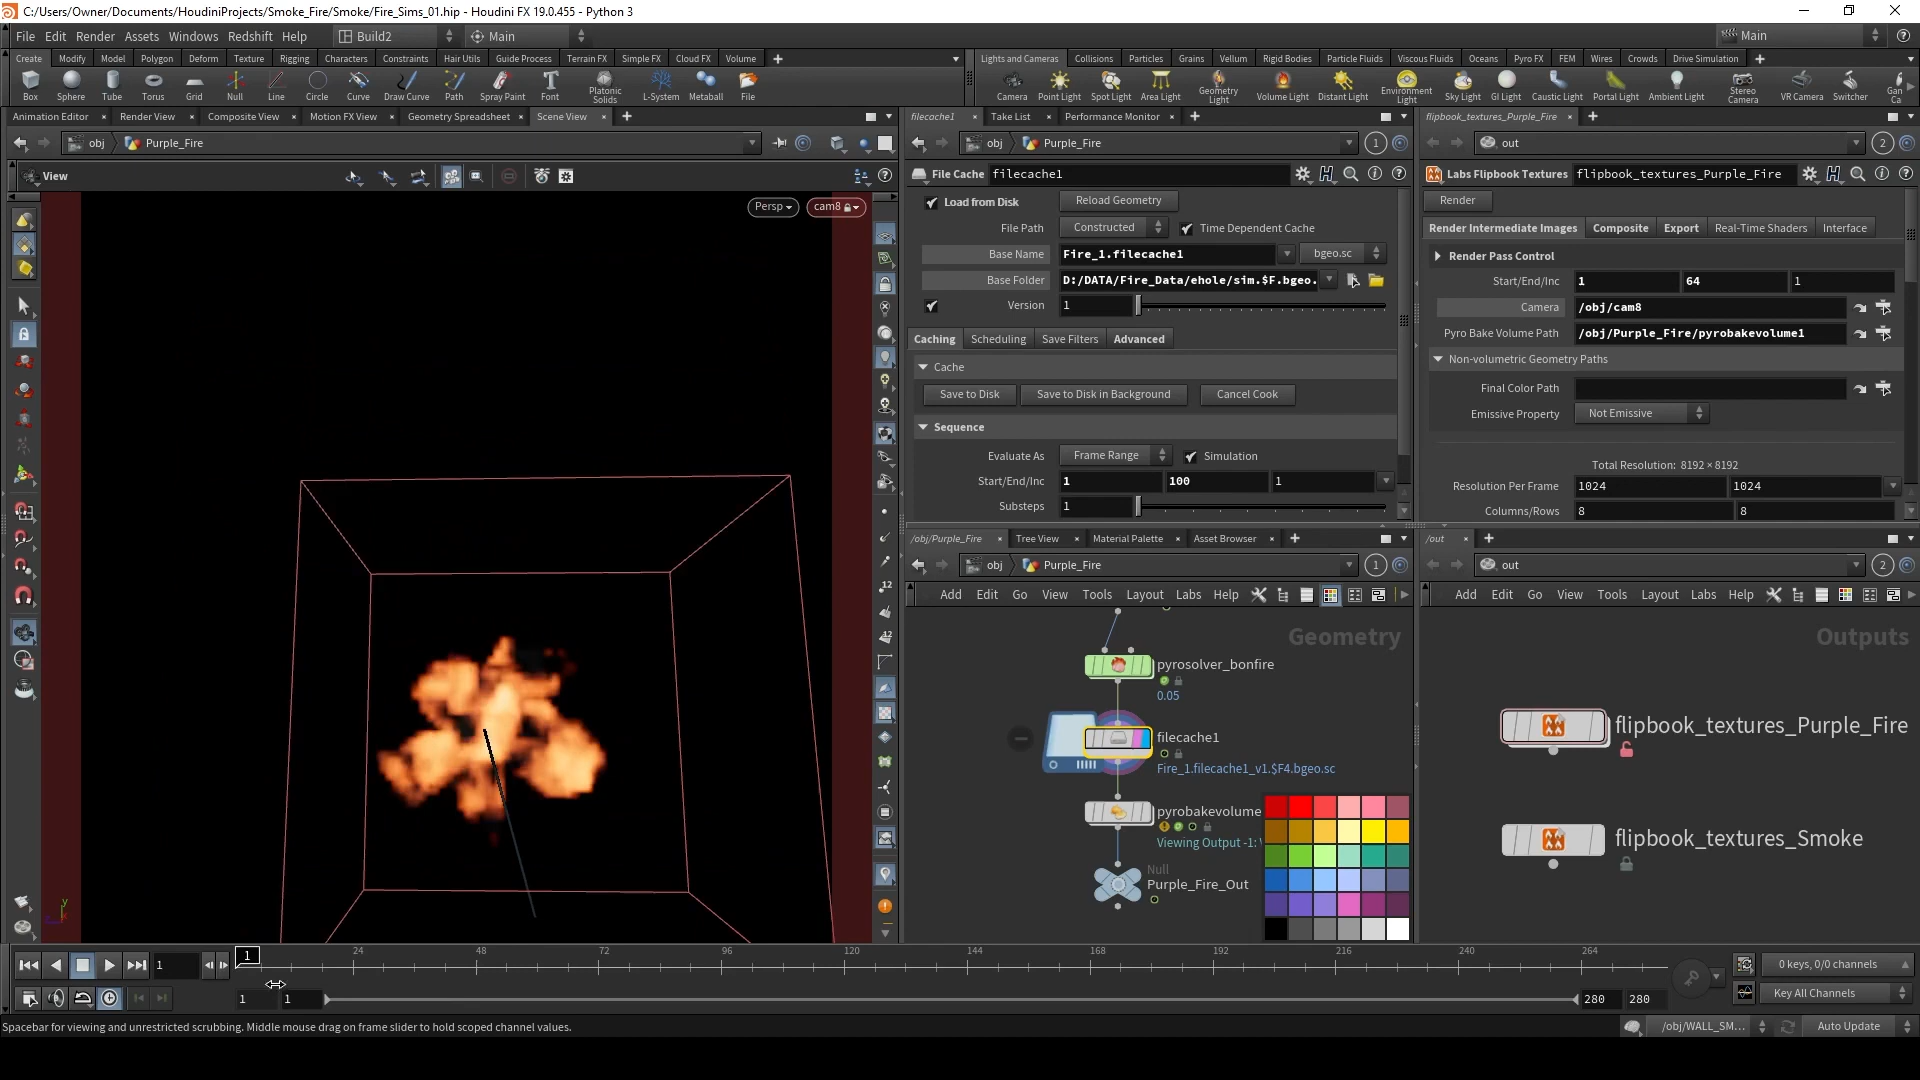 C:/Users/Owner/Documents/HoudiniProjects/Smoke_Fire/Smoke/Fire_Sims_01.hip - Houdini FX 19.0.455 - Python 3
File Edit Render Assets Windows Redshift Help Build2 Main Main
Create Modify Model Polygon Deform Texture Rigging Characters Constraints Hair Utils Guide Process Terrain FX Simple FX Cloud FX Volume
Lights and Cameras Collisions Particles Grains Vellum Rigid Bodies Particle Fluids Viscous Fluids Oceans Pyro FX FEM Wires Crowds Drive Simulation
Box Sphere Tube Torus Grid Null Line Circle Curve Draw Curve Path Spray Paint Font Platonic Solids L-System Metaball File
Camera Point Light Spot Light Area Light Geometry Light Volume Light Distant Light Environment Light Sky Light GI Light Caustic Light Portal Light Ambient Light Stereo Camera VR Camera Switcher Gan Ca
Animation Editor Render View Composite View Motion FX View Geometry Spreadsheet Scene View
filecache1 Take List Performance Monitor
flipbook_textures_Purple_Fire
obj Purple_Fire
obj Purple_Fire 1
out 2
View
File Cache filecache1
Labs Flipbook Textures flipbook_textures_Purple_Fire
Persp cam8
Load from Disk Reload Geometry
File Path Constructed Time Dependent Cache
Base Name Fire_1.filecache1 bgeo.sc
Base Folder D:/DATA/Fire_Data/ehole/sim.$F.bgeo.
Version 1
Caching Scheduling Save Filters Advanced
Cache
Save to Disk Save to Disk in Background Cancel Cook
Sequence
Evaluate As Frame Range Simulation
Start/End/Inc 1 100 1
Substeps 1
Render
Render Intermediate Images Composite Export Real-Time Shaders Interface
Render Pass Control
Start/End/Inc 1 64 1
Camera /obj/cam8
Pyro Bake Volume Path /obj/Purple_Fire/pyrobakevolume1
Non-volumetric Geometry Paths
Final Color Path
Emissive Property Not Emissive
Total Resolution: 8192 × 8192
Resolution Per Frame 1024 1024
Columns/Rows 8 8
/obj/Purple_Fire Tree View Material Palette Asset Browser
/out
obj Purple_Fire 1
out 2
Add Edit Go View Tools Layout Labs Help
Add Edit Go View Tools Layout Labs Help
Geometry
pyrosolver_bonfire
0.05
filecache1
Fire_1.filecache1_v1.$F4.bgeo.sc
pyrobakevolume
Viewing Output -1:
Null
Purple_Fire_Out
Outputs
flipbook_textures_Purple_Fire
flipbook_textures_Smoke
12
12
y
1 1 24 48 72 96 120 144 168 192 216 240 264
0 keys, 0/0 channels
1 1 280 280
Key All Channels
Spacebar for viewing and unrestricted scrubbing. Middle mouse drag on frame slider to hold scoped channel values.
/obj/WALL_SM... Auto Update